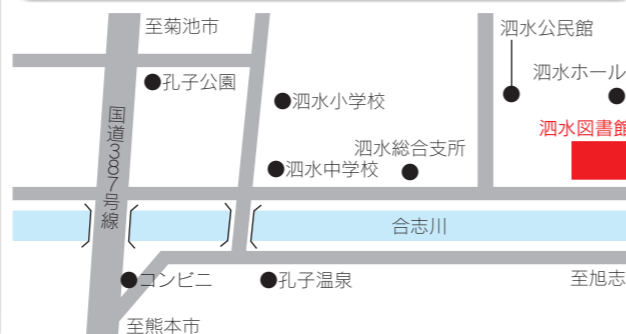 至菊池市
泗水公民館
孔子公園
泗水ホール
泗水小学校
国道387号線
泗水図書館
泗水総合支所
泗水中学校
合志川
コンビニ
孔子温泉
至旭志
至熊本市